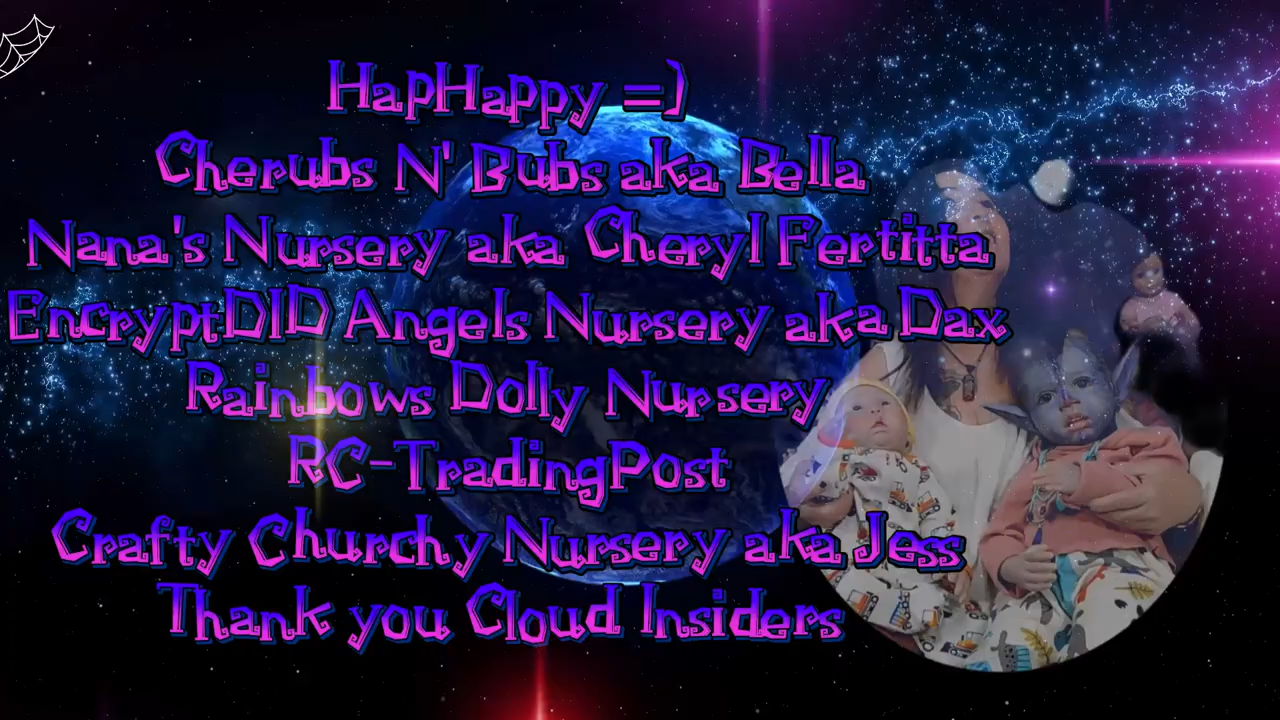 HapHappy =)
Cherubs N' Bubs aka Bella
Nana's Nursery aka Cheryl Fertitta
EncryptDID Angels Nursery aka Dax
Rainbows Dolly Nursery
RC-TradingPost
Crafty Churchy Nursery aka Jess
Thank you Cloud Insiders